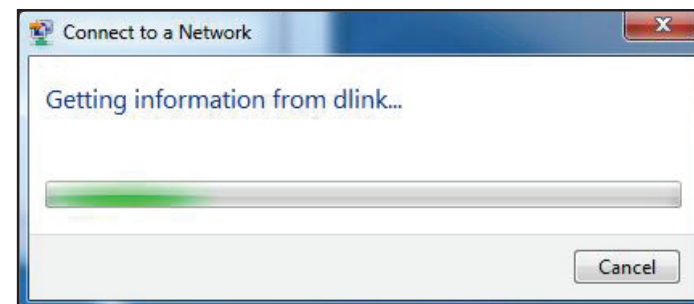 Connect to a Network
Getting information from dlink...
Cancel